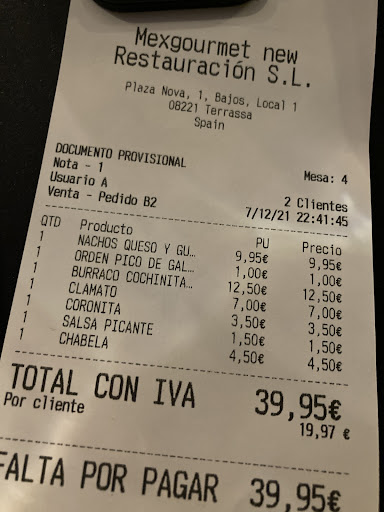 Mexgourmet new
Restauración S.L.
Plaza Nova, 1, Bajos, Local 1
08221 Terrassa
Spain
DOCUMENTO PROVISIONAL
Nota - 1 Mesa: 4
Usuario A 2 Clientes
Venta - Pedido B2 7/12/21 22:41:45
QTD Producto PU Precio
1 NACHOS QUESO Y GU… 9,95€ 9,95€
1 ORDEN PICO DE GAL… 1,00€ 1,00€
1 BURRACO COCHINITA… 12,50€ 12,50€
1 CLAMATO 7,00€ 7,00€
1 CORONITA 3,50€ 3,50€
1 SALSA PICANTE 1,50€ 1,50€
1 CHABELA 4,50€ 4,50€
TOTAL CON IVA 39,95€
Por cliente 19,97 €
FALTA POR PAGAR 39,95€